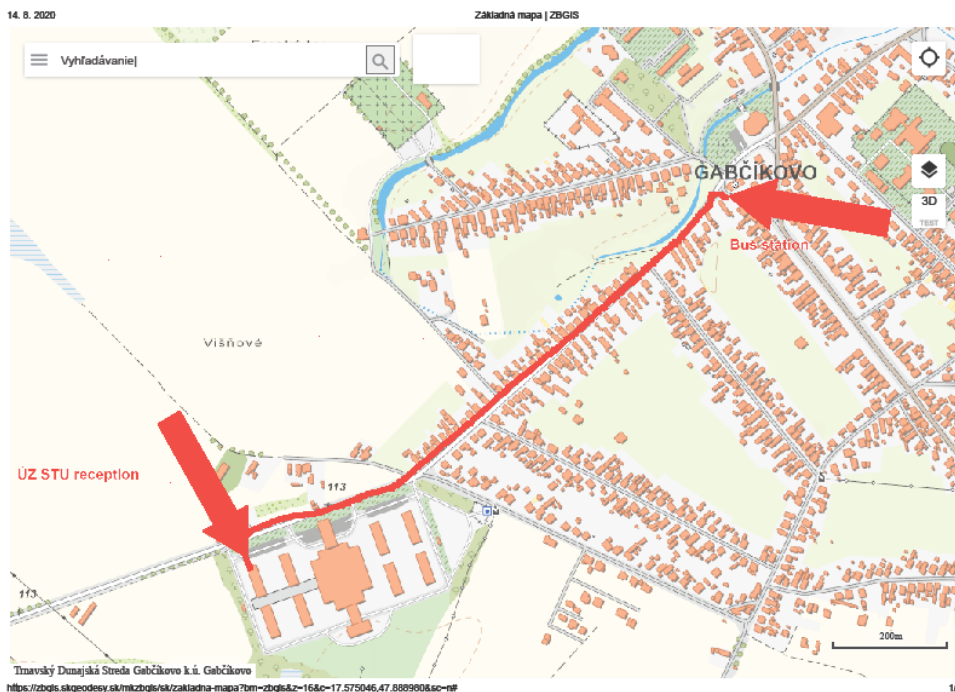 14. 8. 2020
Základná mapa | ZBGIS
Vyhľadávanie
GABČÍKOVO
3D
TEST
Bus station
Višňové
ÚZ STU reception
113
113
200m
Trnavský Dunajská Streda Gabčíkovo k.ú. Gabčíkovo
https://zbgis.skgeodesy.sk/mkzbgis/sk/zakladna-mapa?bm=zbgis&z=16&c=17.575046,47.888980&sc=n#